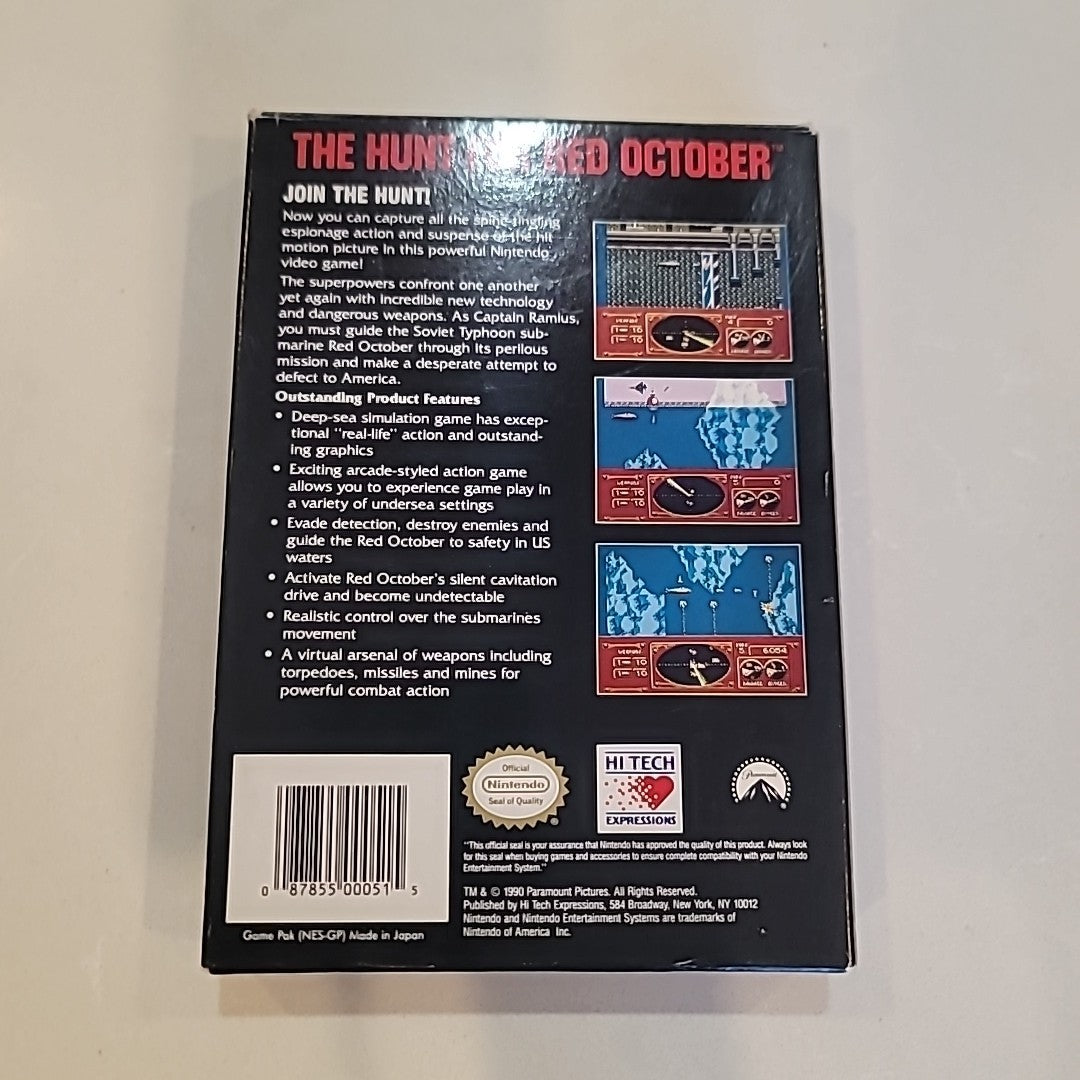 THE HUNT RED OCTOBER™
JOIN THE HUNT!
Now you can capture all the spine-tingling
espionage action and suspense of the hit
motion picture in this powerful Nintendo
video game!
The superpowers confront one another
yet again with incredible new technology
and dangerous weapons. As Captain Ramius,
you must guide the Soviet Typhoon sub-
marine Red October through its perilous
mission and make a desperate attempt to
defect to America.
Outstanding Product Features
• Deep-sea simulation game has excep-
tional "real-life" action and outstand-
ing graphics
• Exciting arcade-styled action game
allows you to experience game play in
a variety of undersea settings
• Evade detection, destroy enemies and
guide the Red October to safety in US
waters
• Activate Red October's silent cavitation
drive and become undetectable
• Realistic control over the submarines
movement
• A virtual arsenal of weapons including
torpedoes, missiles and mines for
powerful combat action
6054
Official
Nintendo
Seal of Quality
HI TECH
EXPRESSIONS
Paramount
"This official seal is your assurance that Nintendo has approved the quality of this product. Always look
for this seal when buying games and accessories to ensure complete compatibility with your Nintendo
Entertainment System."
TM & © 1990 Paramount Pictures. All Rights Reserved.
Published by Hi Tech Expressions, 584 Broadway, New York, NY 10012
Nintendo and Nintendo Entertainment Systems are trademarks of
Nintendo of America Inc.
0 87855 00051 5
Game Pak (NES-GP) Made in Japan